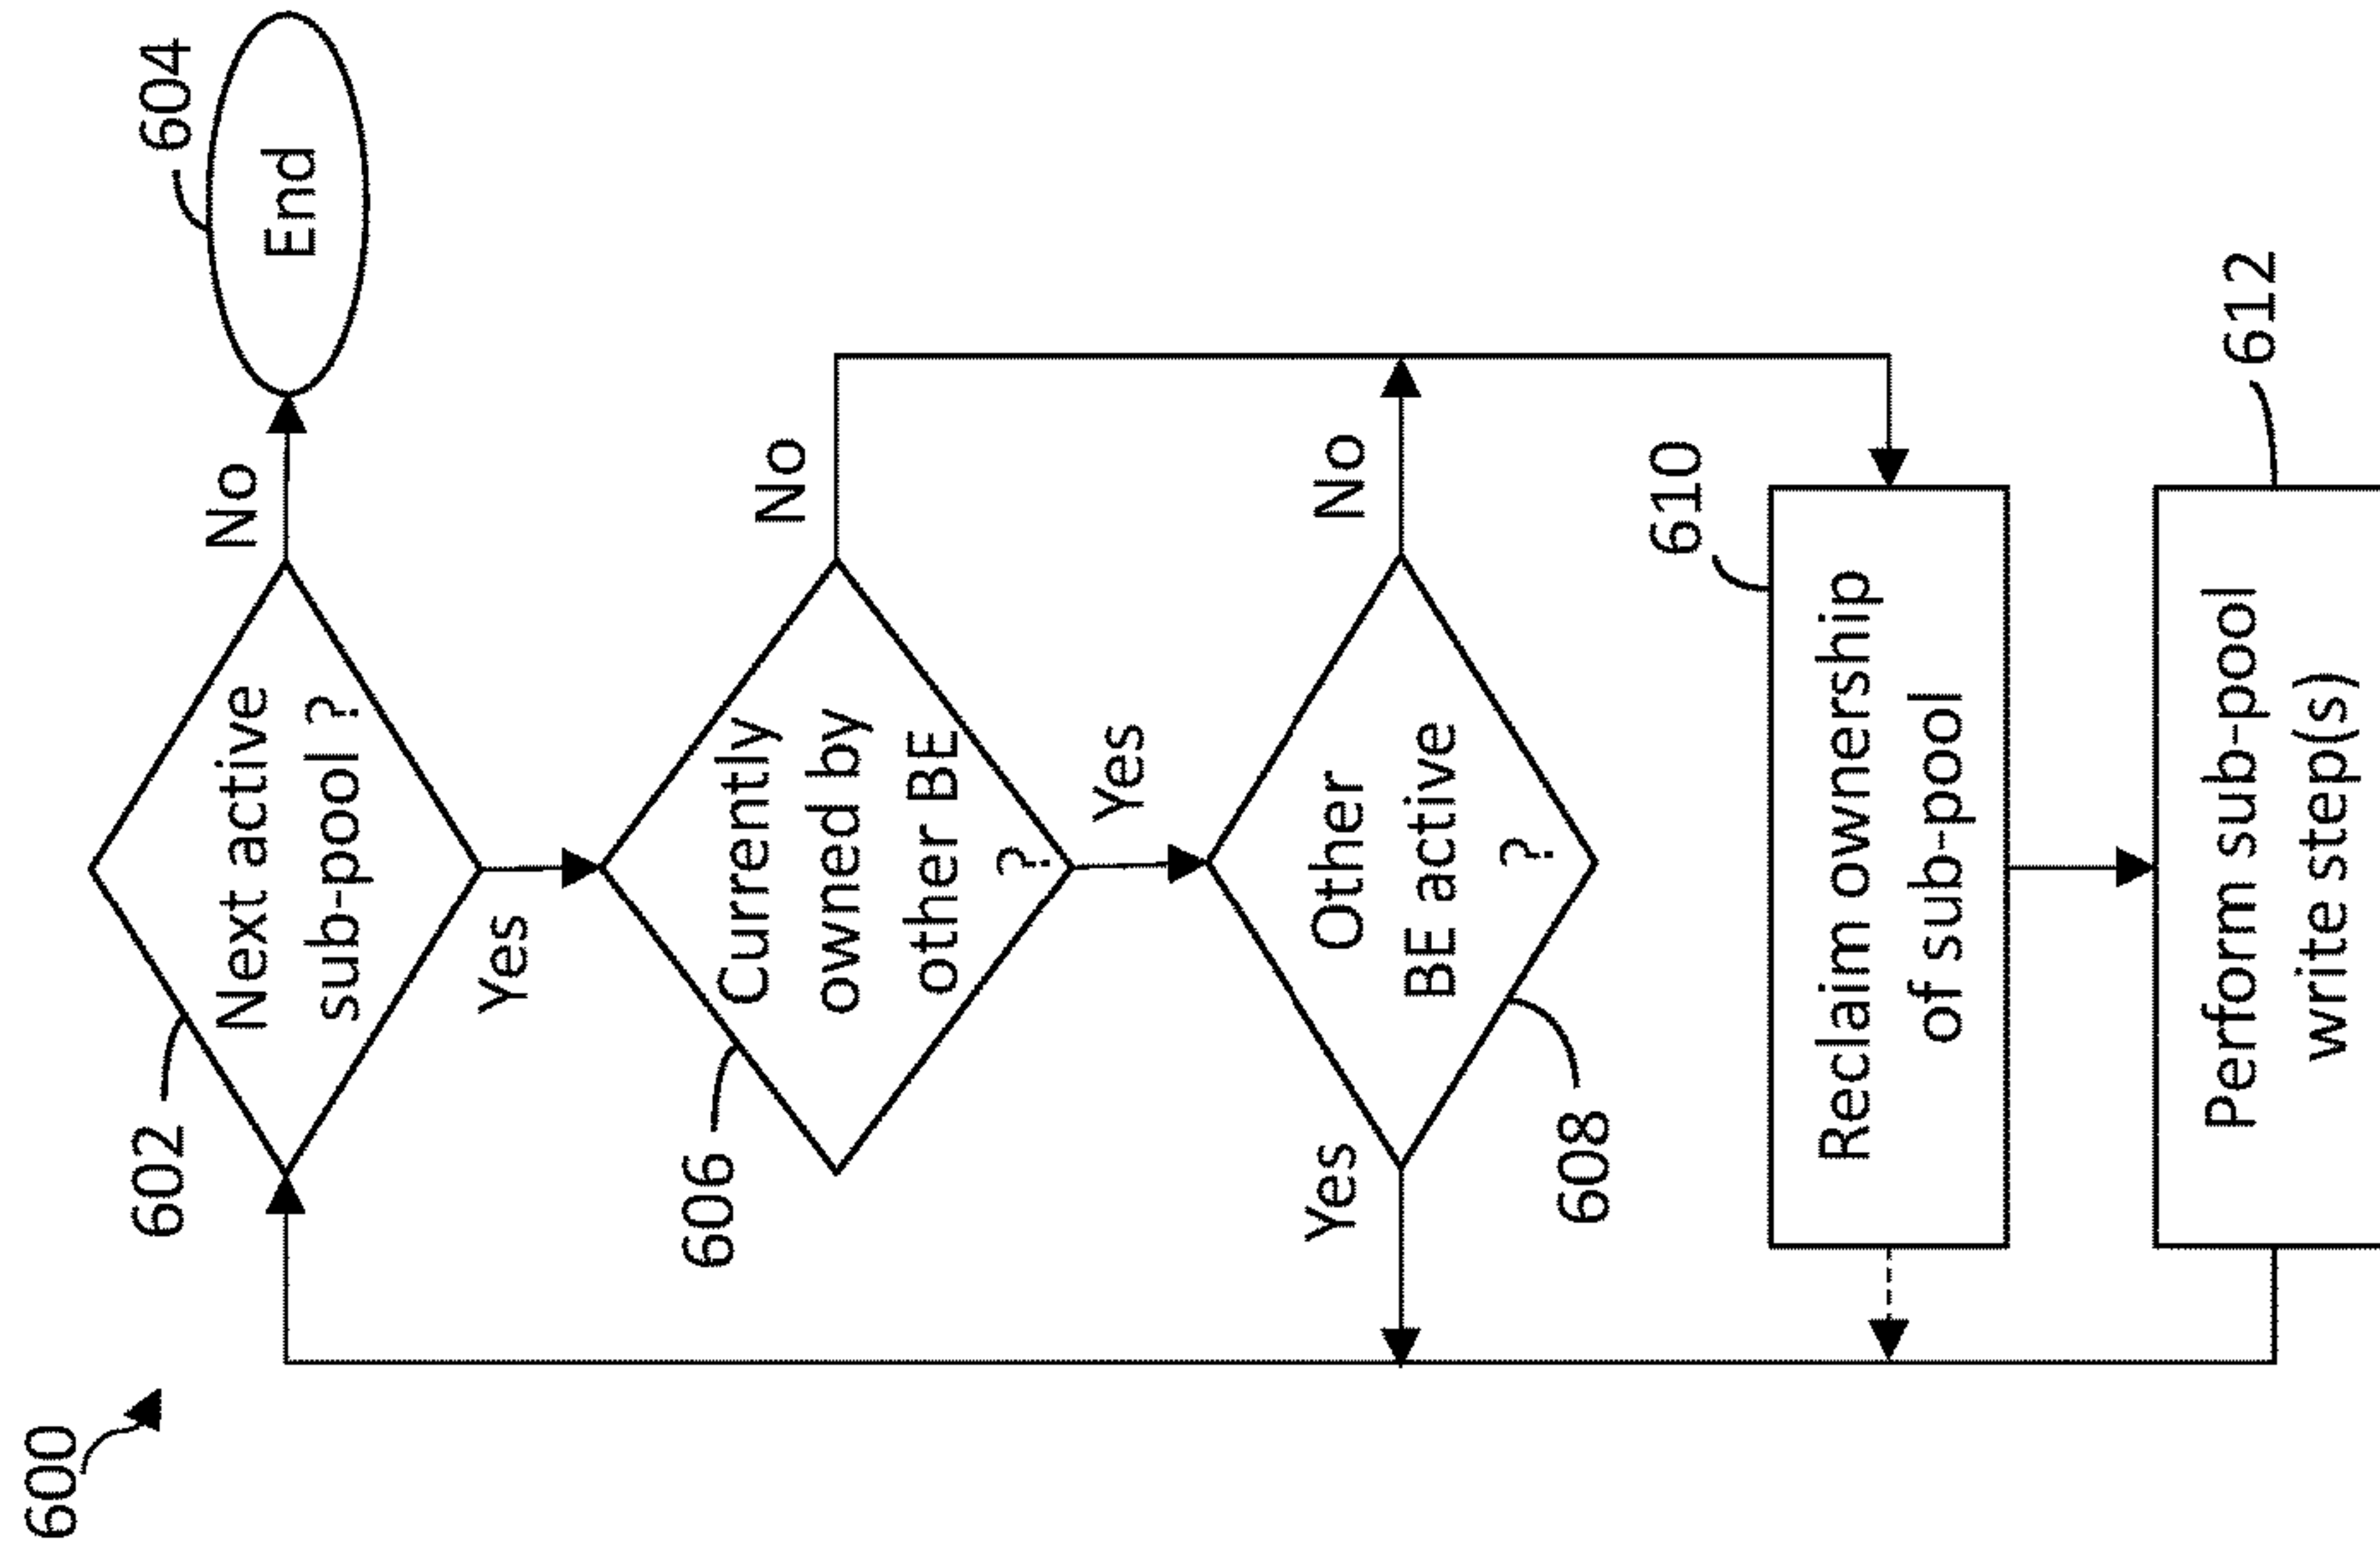 600
602
Next active
sub-pool ?
No
604
End
Yes
606
Currently
owned by
other BE
?
No
Yes
Other
BE active
?
608
Yes
No
610
Reclaim ownership
of sub-pool
612
Perform sub-pool
write step(s)